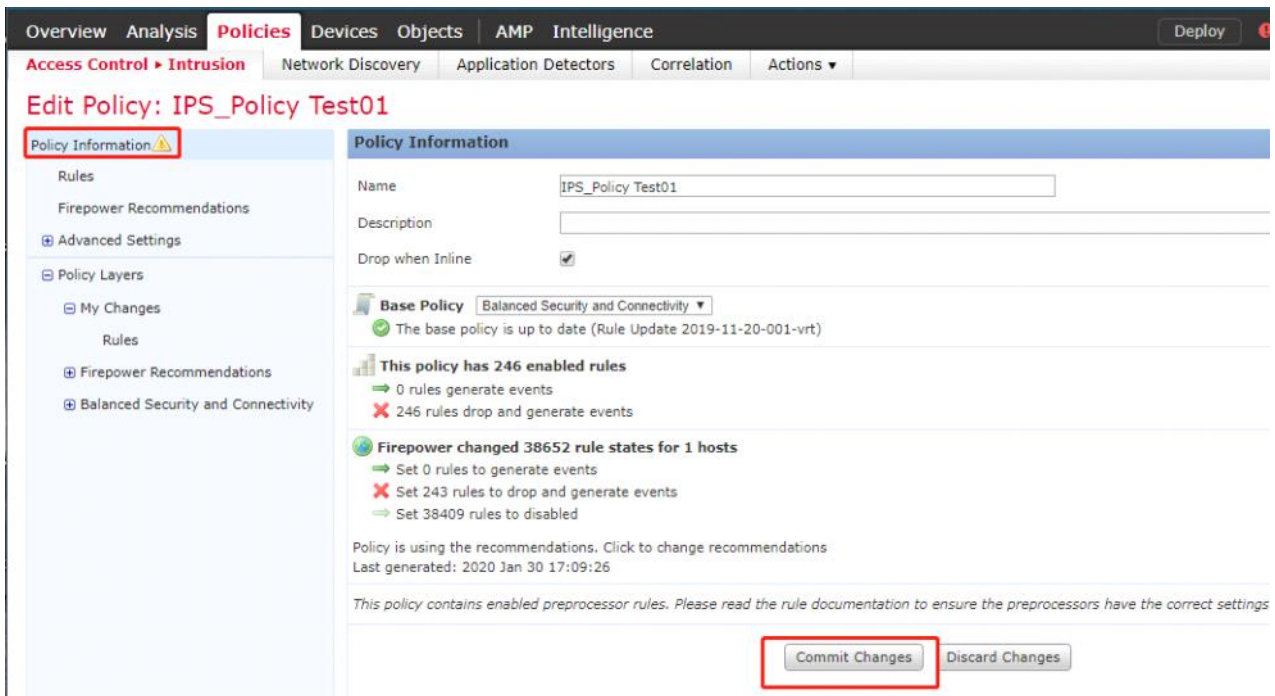 Overview Analysis Policies Devices Objects AMP Intelligence Deploy
Access Control ▸ Intrusion Network Discovery Application Detectors Correlation Actions ▼
Edit Policy: IPS_Policy Test01
Policy Information
Rules
Firepower Recommendations
Advanced Settings
Policy Layers
My Changes
Rules
Firepower Recommendations
Balanced Security and Connectivity
Policy Information
Name IPS_Policy Test01
Description
Drop when Inline
Base Policy Balanced Security and Connectivity ▼
The base policy is up to date (Rule Update 2019-11-20-001-vrt)
This policy has 246 enabled rules
0 rules generate events
246 rules drop and generate events
Firepower changed 38652 rule states for 1 hosts
Set 0 rules to generate events
Set 243 rules to drop and generate events
Set 38409 rules to disabled
Policy is using the recommendations. Click to change recommendations
Last generated: 2020 Jan 30 17:09:26
This policy contains enabled preprocessor rules. Please read the rule documentation to ensure the preprocessors have the correct settings
Commit Changes Discard Changes